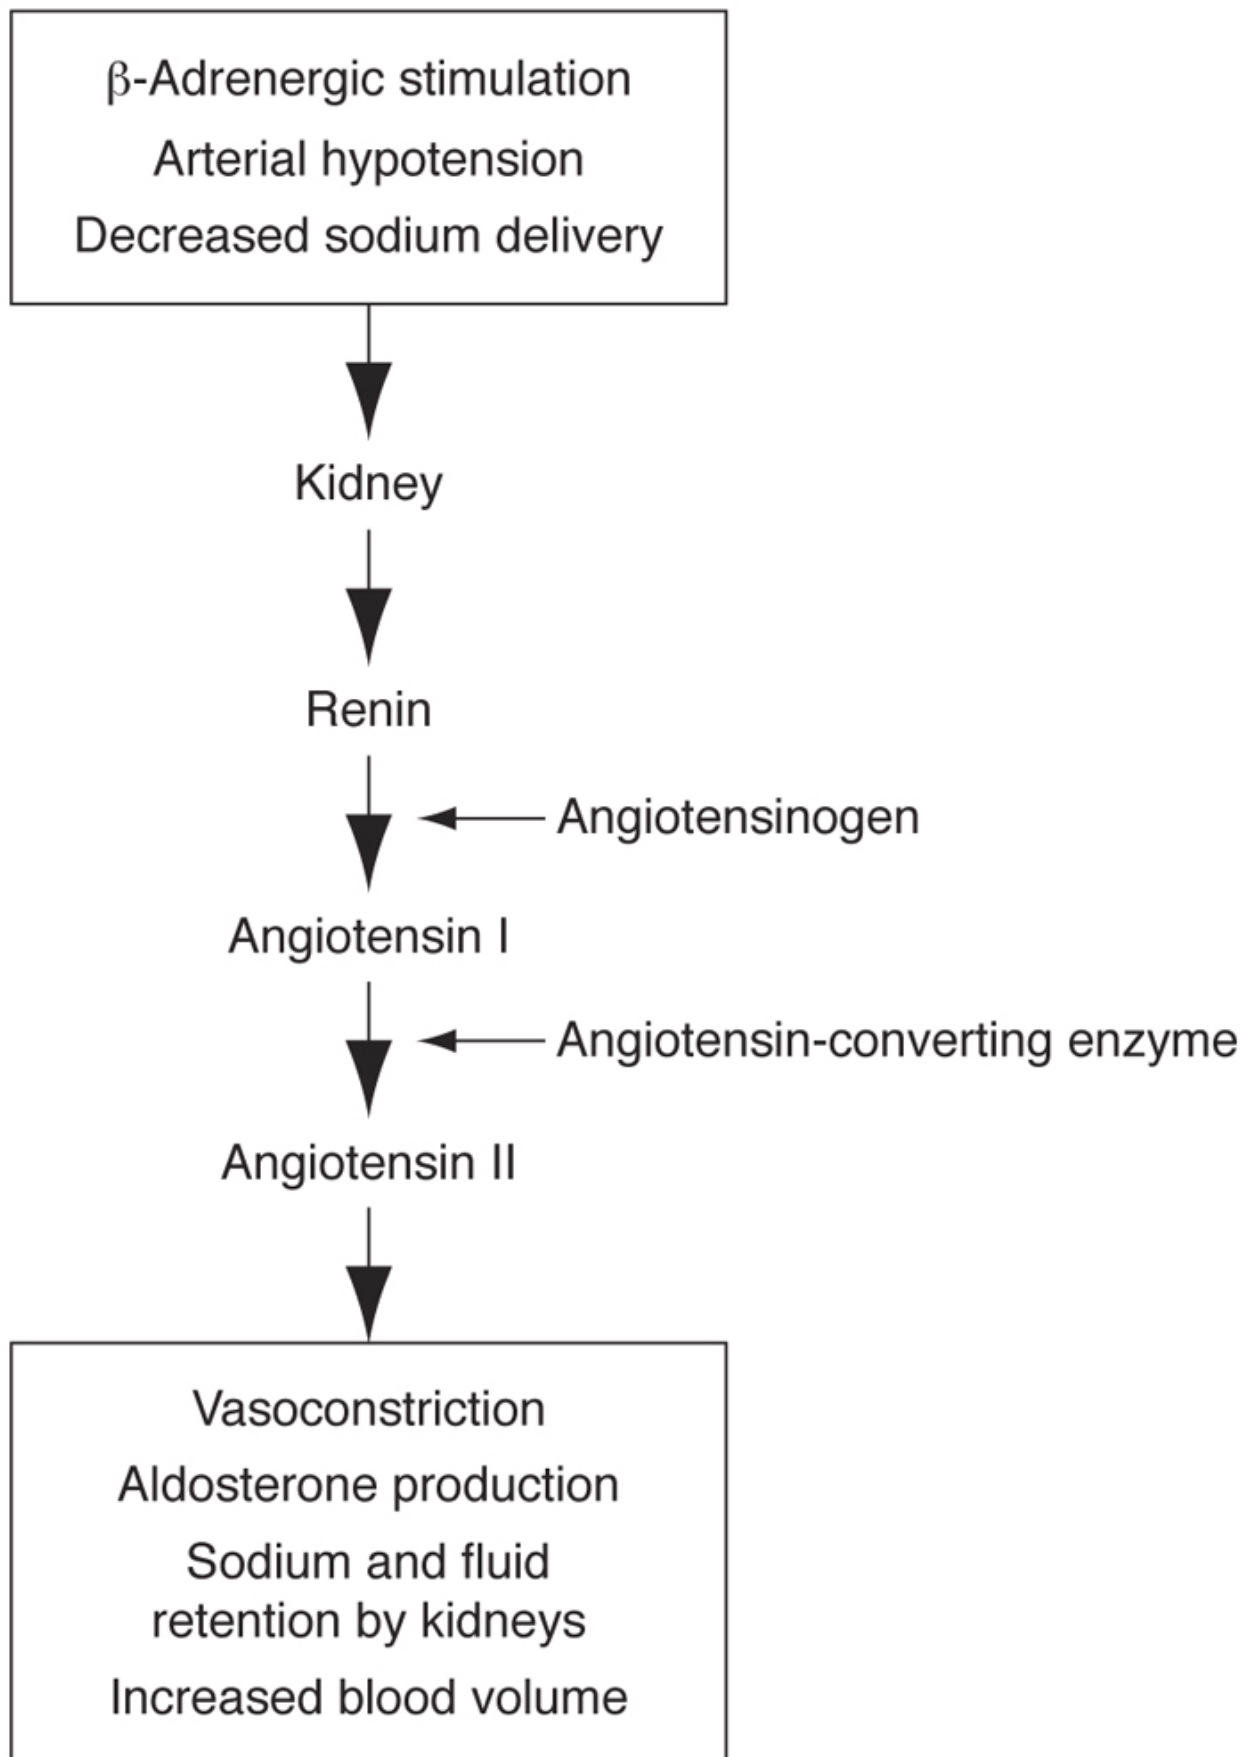 β-Adrenergic stimulation
Arterial hypotension
Decreased sodium delivery
Kidney
Renin
Angiotensinogen
Angiotensin I
Angiotensin-converting enzyme
Angiotensin II
Vasoconstriction
Aldosterone production
Sodium and fluid
retention by kidneys
Increased blood volume